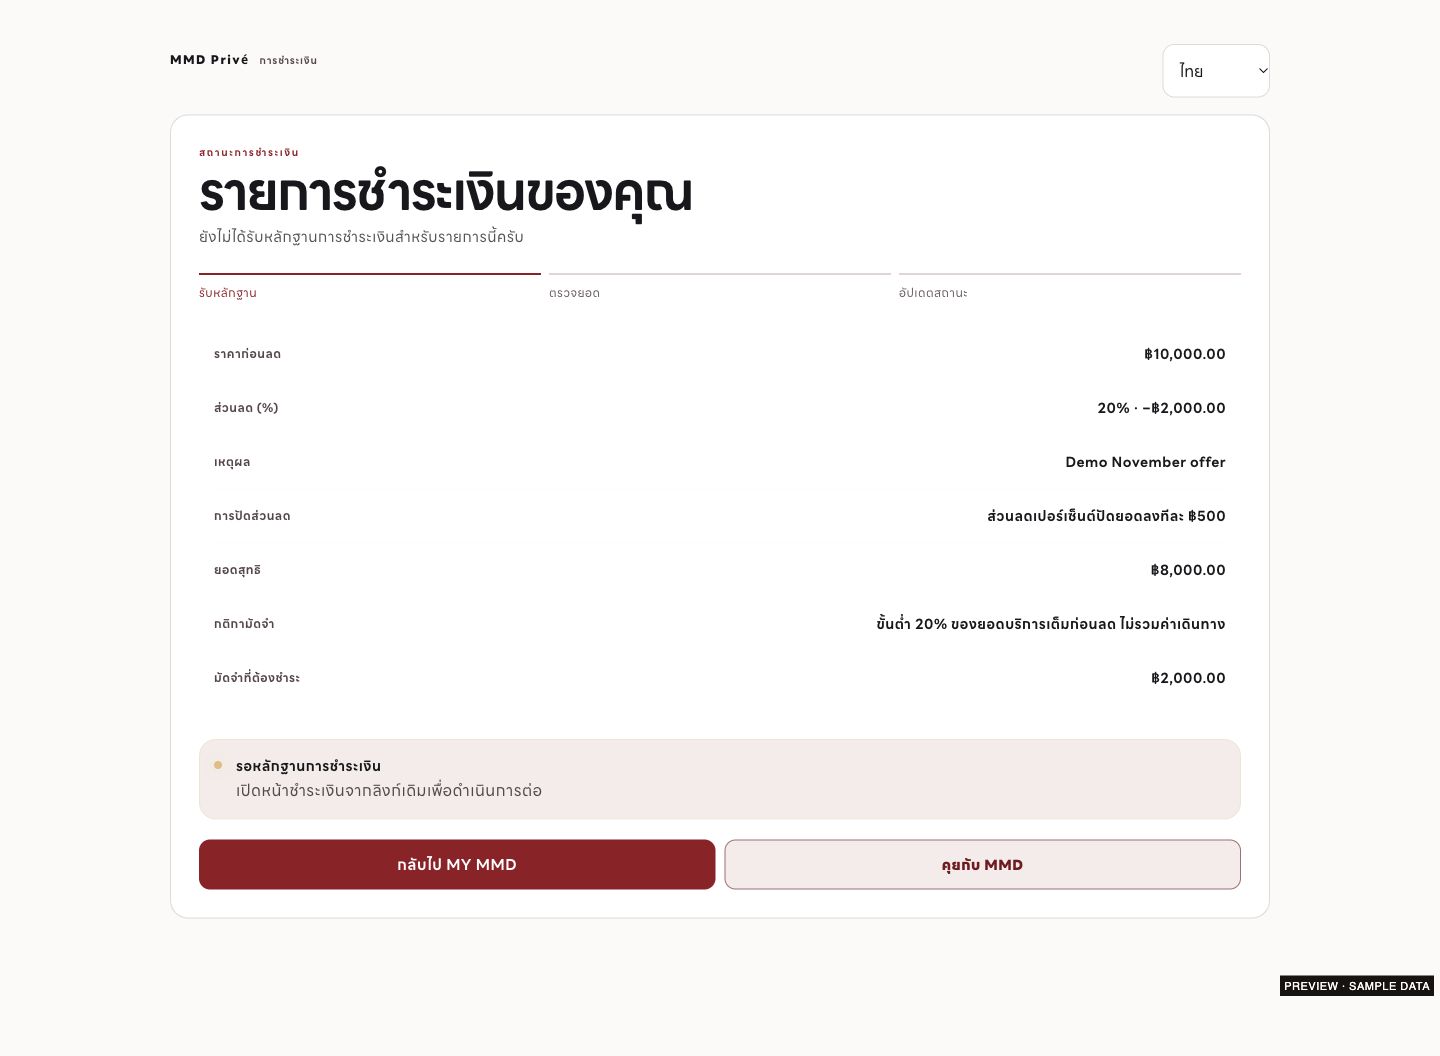 MMD Privé การชำระเงิน
ไทย
สถานะการชำระเงิน
รายการชำระเงินของคุณ
ยังไม่ได้รับหลักฐานการชำระเงินสำหรับรายการนี้ครับ
รับหลักฐาน
ตรวจยอด
อัปเดตสถานะ
ราคาก่อนลด ฿10,000.00
ส่วนลด (%) 20% · −฿2,000.00
เหตุผล Demo November offer
การปัดส่วนลด ส่วนลดเปอร์เซ็นต์ปัดยอดลงทีละ ฿500
ยอดสุทธิ ฿8,000.00
กติกามัดจำ ขั้นต่ำ 20% ของยอดบริการเต็มก่อนลด ไม่รวมค่าเดินทาง
มัดจำที่ต้องชำระ ฿2,000.00
รอหลักฐานการชำระเงิน
เปิดหน้าชำระเงินจากลิงก์เดิมเพื่อดำเนินการต่อ
กลับไป MY MMD
คุยกับ MMD
PREVIEW · SAMPLE DATA